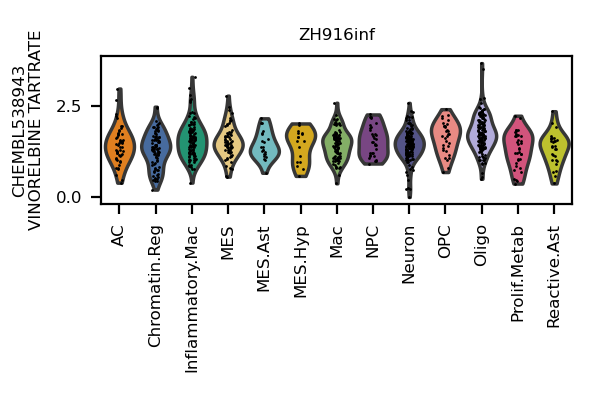 ZH916inf
CHEMBL538943
VINORELBINE TARTRATE
2.5
0.0
AC
Chromatin.Reg
Inflammatory.Mac
MES
MES.Ast
MES.Hyp
Mac
NPC
Neuron
OPC
Oligo
Prolif.Metab
Reactive.Ast